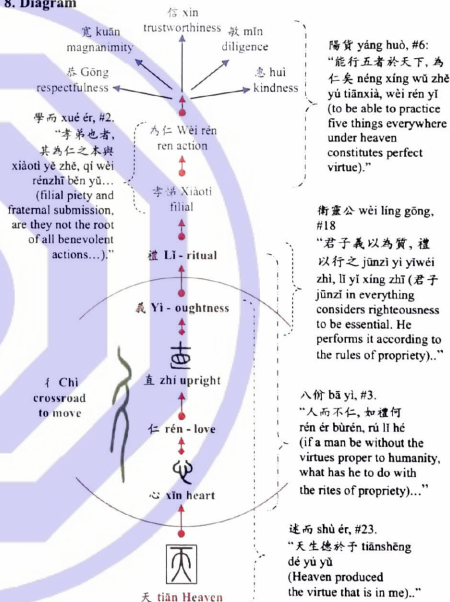 8. Diagram
信 xin
trustworthiness
寬 kuān
magnanimity
敏 mǐn
diligence
恭 Gōng
respectfulness
惠 huì
kindness
陽貨 yáng huò, #6:
“能行五者於天下, 為
仁矣 néng xíng wǔ zhě
yú tiānxià, wèi rén yǐ
(to be able to practice
five things everywhere
under heaven
constitutes perfect
virtue).”
學而 xué ér, #2.
“孝弟也者,
其為仁之本與
xiàotì yě zhě, qí wèi
rénzhī běn yǔ...
(filial piety and
fraternal submission,
are they not the root
of all benevolent
actions...).”
為仁 Wèi rén
ren action
Xiàotì
filial
禮 Lǐ - ritual
義 Yì - oughtness
直 zhí upright
仁 rén - love
心 xīn heart
天 tiān Heaven
彳 Chì
crossroad
to move
衛靈公 wèi líng gōng,
#18
“君子義以為質, 禮
以行之 jūnzǐ yì yǐwéi
zhì, lǐ yǐ xíng zhī (君子
jūnzǐ in everything
considers righteousness
to be essential. He
performs it according to
the rules of propriety)..”
八佾 bā yì, #3.
“人而不仁, 如禮何
rén ér bùrén, rú lǐ hé
(if a man be without the
virtues proper to humanity,
what has he to do with
the rites of propriety)...”
述而 shù ér, #23.
“天生德於予 tiānshēng
dé yú yǔ
(Heaven produced
the virtue that is in me)..”